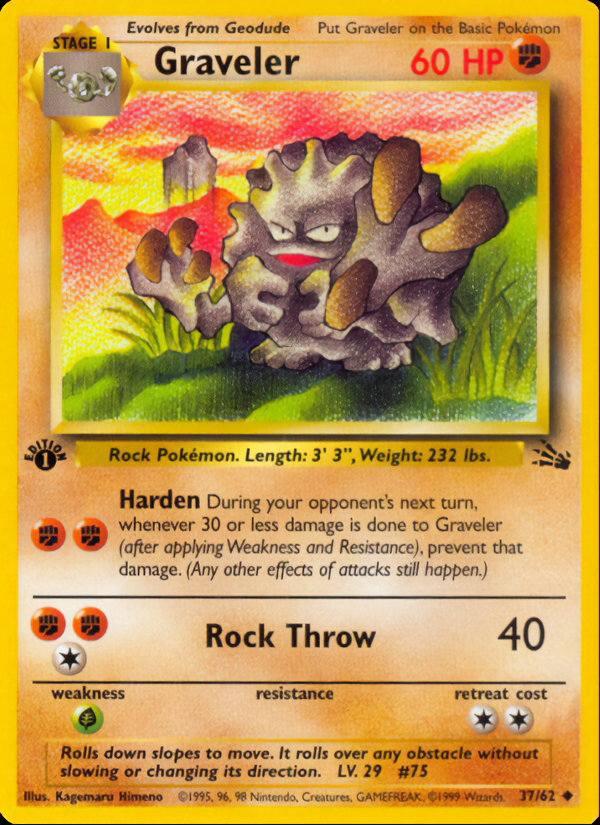 Evolves from Geodude Put Graveler on the Basic Pokémon
STAGE 1
Graveler 60 HP
EDITION
1
Rock Pokémon. Length: 3' 3", Weight: 232 lbs.
Harden During your opponent's next turn,
whenever 30 or less damage is done to Graveler
(after applying Weakness and Resistance), prevent that
damage. (Any other effects of attacks still happen.)
Rock Throw 40
weakness resistance retreat cost
Rolls down slopes to move. It rolls over any obstacle without
slowing or changing its direction. LV. 29 #75
Illus. Kagemaru Himeno ©1995, 96, 98 Nintendo, Creatures, GAMEFREAK. ©1999 Wizards. 37/62